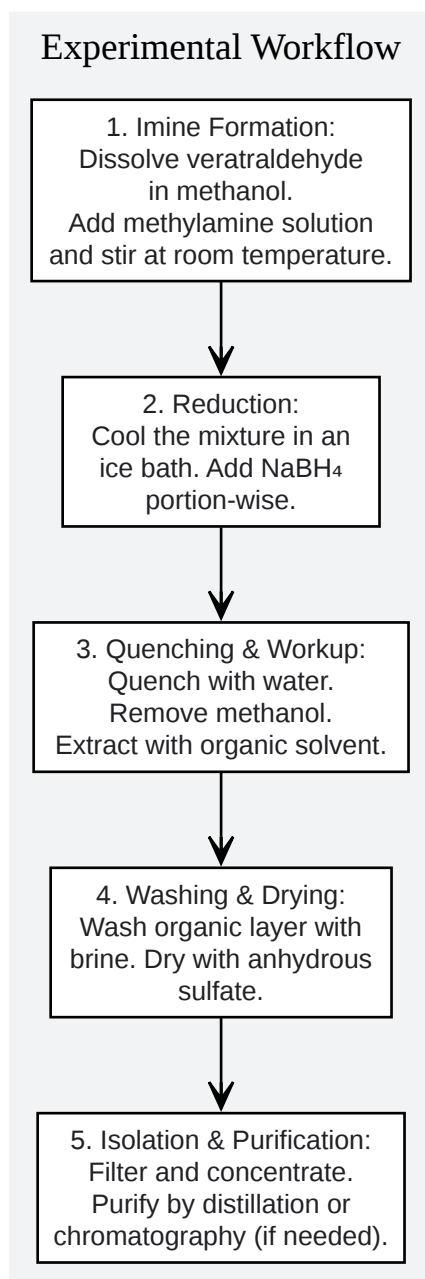 Experimental Workflow
1. Imine Formation:
Dissolve veratraldehyde
in methanol.
Add methylamine solution
and stir at room temperature.
2. Reduction:
Cool the mixture in an
ice bath. Add NaBH₄
portion-wise.
3. Quenching & Workup:
Quench with water.
Remove methanol.
Extract with organic solvent.
4. Washing & Drying:
Wash organic layer with
brine. Dry with anhydrous
sulfate.
5. Isolation & Purification:
Filter and concentrate.
Purify by distillation or
chromatography (if needed).